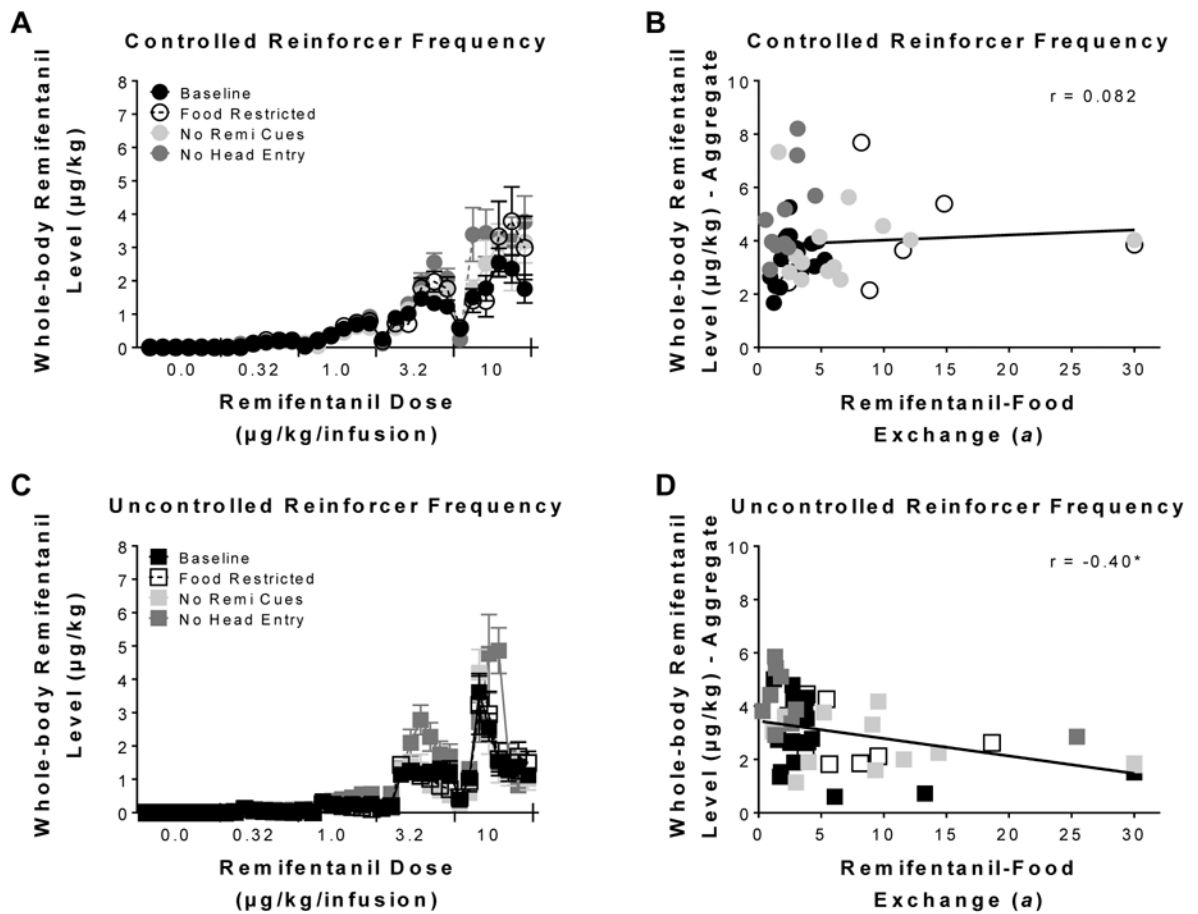 A
Controlled Reinforcer Frequency
Whole-body Remifentanil
Level (µg/kg)
8
7
6
5
4
3
2
1
0
Baseline
Food Restricted
No Remi Cues
No Head Entry
0.0 0.32 1.0 3.2 10
Remifentanil Dose
(µg/kg/infusion)
B
Controlled Reinforcer Frequency
Whole-body Remifentanil
Level (µg/kg) - Aggregate
10
8
6
4
2
0
r = 0.082
0 5 10 15 20 25 30
Remifentanil-Food
Exchange (a)
C
Uncontrolled Reinforcer Frequency
Whole-body Remifentanil
Level (µg/kg)
8
7
6
5
4
3
2
1
0
Baseline
Food Restricted
No Remi Cues
No Head Entry
0.0 0.32 1.0 3.2 10
Remifentanil Dose
(µg/kg/infusion)
D
Uncontrolled Reinforcer Frequency
Whole-body Remifentanil
Level (µg/kg) - Aggregate
10
8
6
4
2
0
r = -0.40*
0 5 10 15 20 25 30
Remifentanil-Food
Exchange (a)